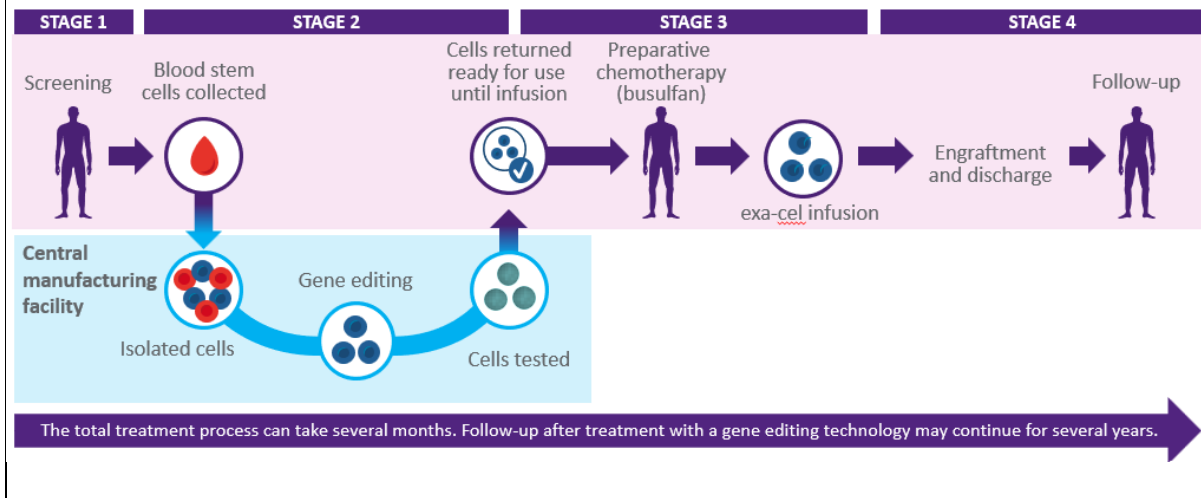 STAGE 1
STAGE 2
STAGE 3
STAGE 4
Screening
Blood stem
cells collected
Cells returned
ready for use
until infusion
Preparative
chemotherapy
(busulfan)
exa-cel infusion
Engraftment
and discharge
Follow-up
Central
manufacturing
facility
Isolated cells
Gene editing
Cells tested
The total treatment process can take several months. Follow-up after treatment with a gene editing technology may continue for several years.